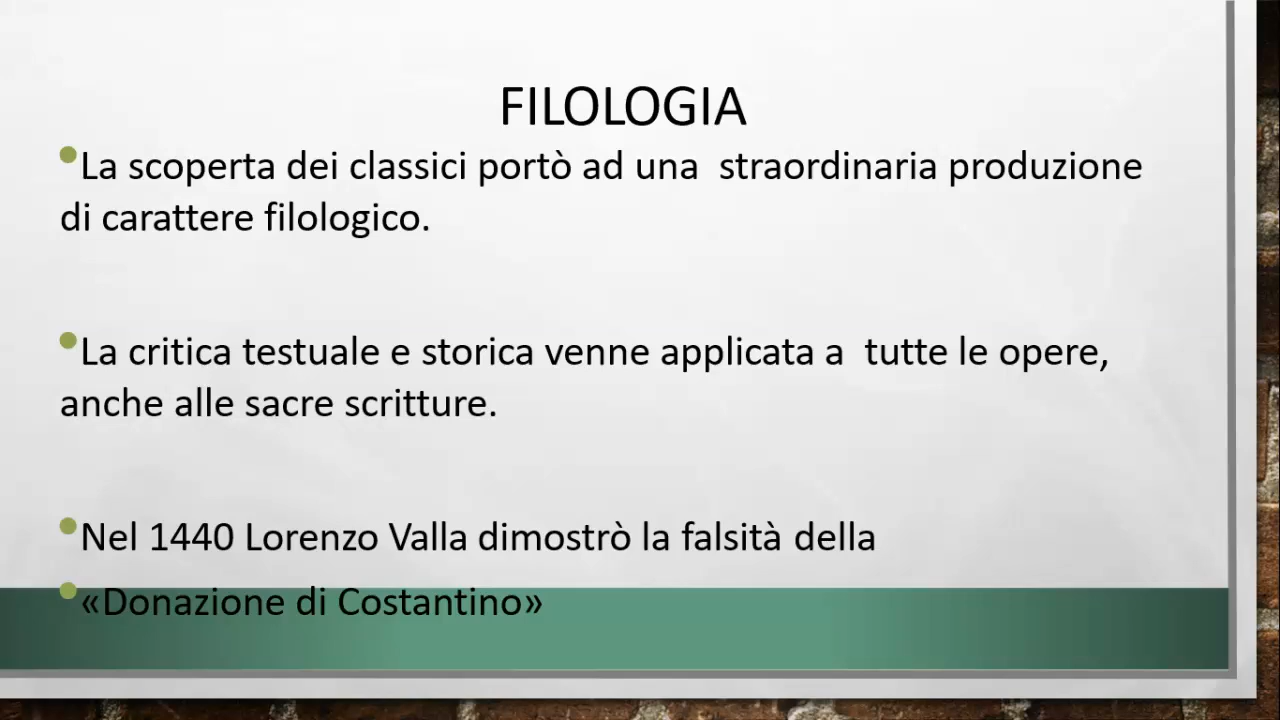 FILOLOGIA
•La scoperta dei classici portò ad una  straordinaria produzione
di carattere filologico.
•La critica testuale e storica venne applicata a  tutte le opere,
anche alle sacre scritture.
•Nel 1440 Lorenzo Valla dimostrò la falsità della
•«Donazione di Costantino»